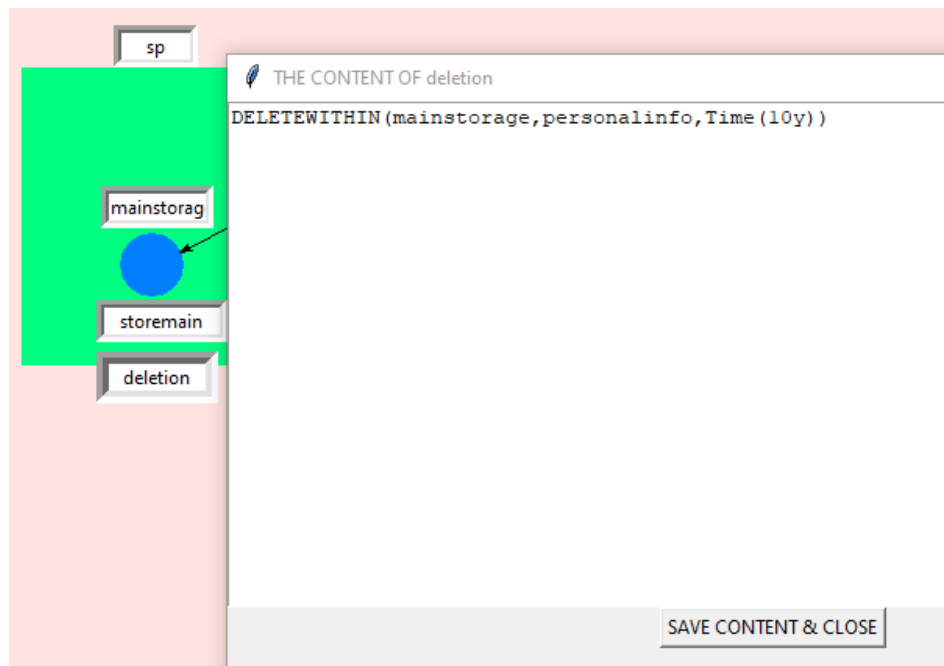 sp
THE CONTENT OF deletion
DELETEWITHIN(mainstorage,personalinfo,Time(10y))
mainstorag
storemain
deletion
SAVE CONTENT & CLOSE